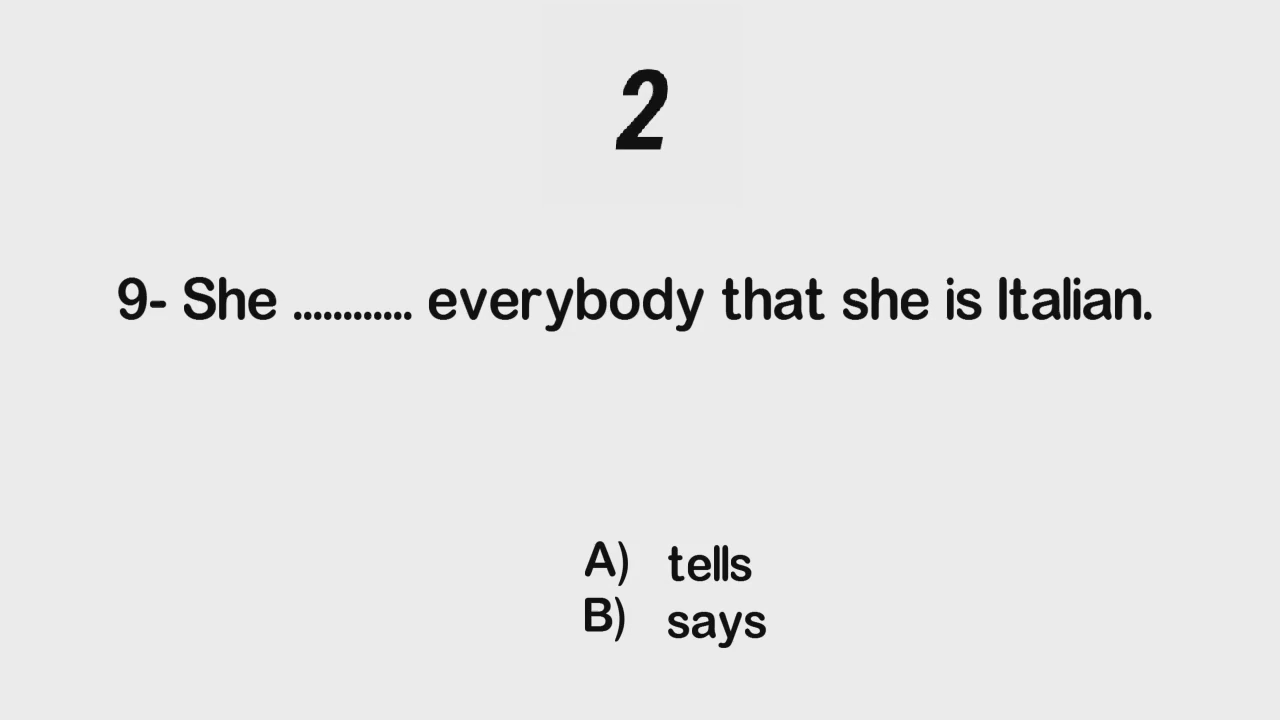 2
9- She ............ everybody that she is Italian.
A) tells
B) says